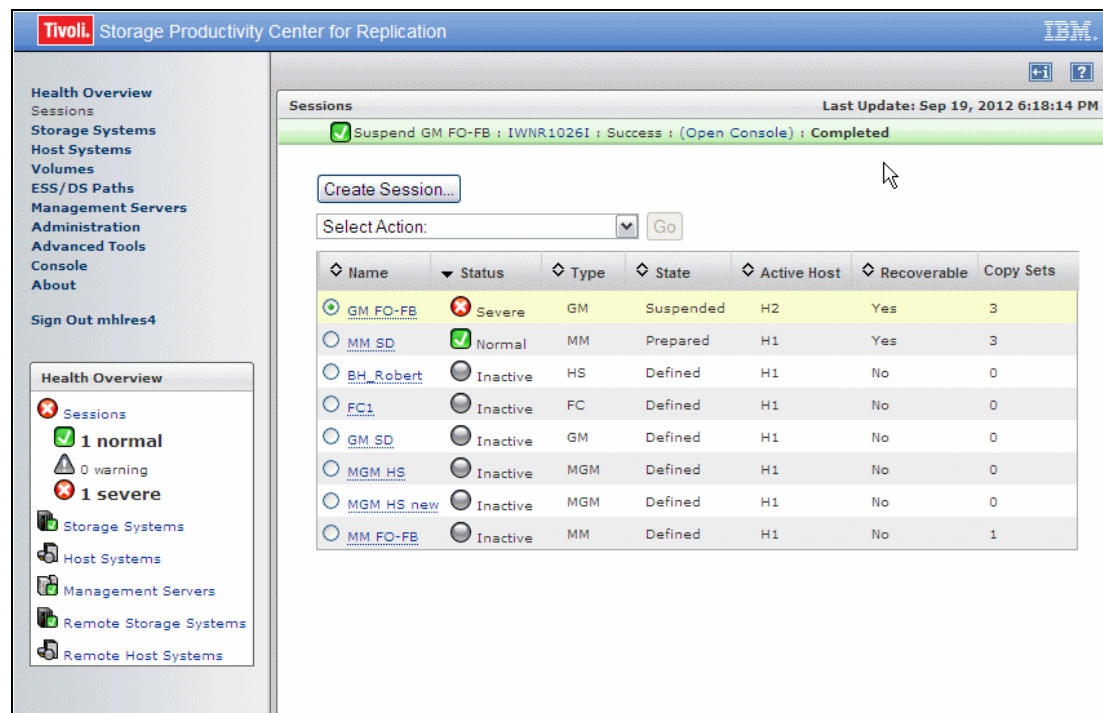 Tivoli. Storage Productivity Center for Replication IBM.
Health Overview
Sessions
Storage Systems
Host Systems
Volumes
ESS/DS Paths
Management Servers
Administration
Advanced Tools
Console
About
Sign Out mhlres4
Health Overview
Sessions
1 normal
0 warning
1 severe
Storage Systems
Host Systems
Management Servers
Remote Storage Systems
Remote Host Systems
?
Sessions Last Update: Sep 19, 2012 6:18:14 PM
Suspend GM FO-FB : IWNR1026I : Success : (Open Console) : Completed
Create Session...
Select Action: Go
Name Status Type State Active Host Recoverable Copy Sets
GM FO-FB Severe GM Suspended H2 Yes 3
MM SD Normal MM Prepared H1 Yes 3
BH_Robert Inactive HS Defined H1 No 0
FC1 Inactive FC Defined H1 No 0
GM SD Inactive GM Defined H1 No 0
MGM HS Inactive MGM Defined H1 No 0
MGM HS new Inactive MGM Defined H1 No 0
MM FO-FB Inactive MM Defined H1 No 1